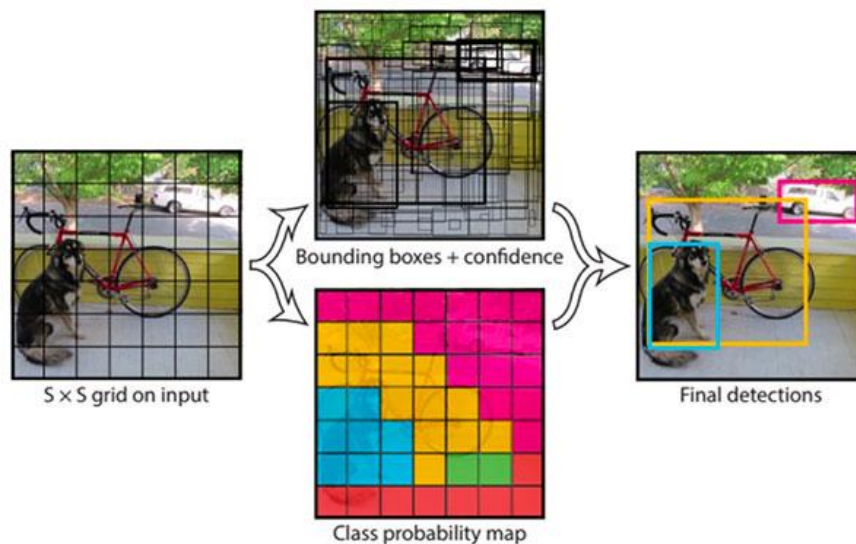 Bounding boxes + confidence
S × S grid on input
Final detections
Class probability map